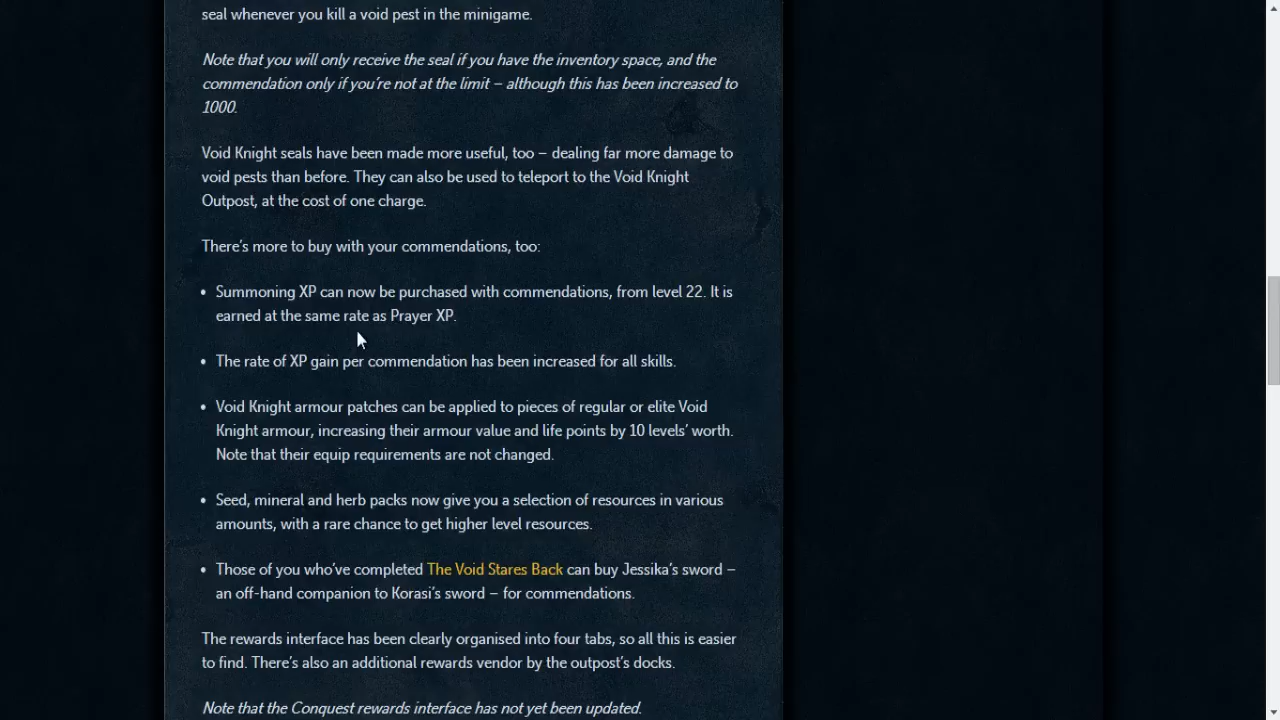 seal whenever you kill a void pest in the minigame.
Note that you will only receive the seal if you have the inventory space, and the
commendation only if you're not at the limit – although this has been increased to
1000.
Void Knight seals have been made more useful, too – dealing far more damage to
void pests than before. They can also be used to teleport to the Void Knight
Outpost, at the cost of one charge.
There's more to buy with your commendations, too:
• Summoning XP can now be purchased with commendations, from level 22. It is
earned at the same rate as Prayer XP.
• The rate of XP gain per commendation has been increased for all skills.
• Void Knight armour patches can be applied to pieces of regular or elite Void
Knight armour, increasing their armour value and life points by 10 levels' worth.
Note that their equip requirements are not changed.
• Seed, mineral and herb packs now give you a selection of resources in various
amounts, with a rare chance to get higher level resources.
• Those of you who've completed The Void Stares Back can buy Jessika's sword –
an off-hand companion to Korasi's sword – for commendations.
The rewards interface has been clearly organised into four tabs, so all this is easier
to find. There's also an additional rewards vendor by the outpost's docks.
Note that the Conquest rewards interface has not yet been updated.